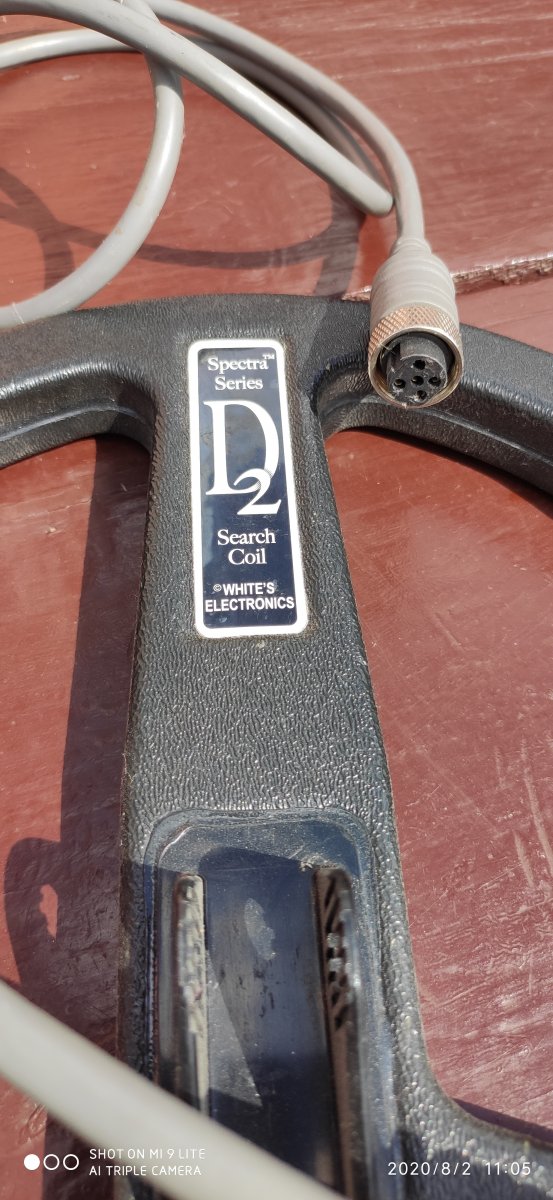 Spectra™
Series
D2
Search
Coil
©WHITE'S
ELECTRONICS
SHOT ON MI 9 LITE
AI TRIPLE CAMERA
2020/8/2 11:05